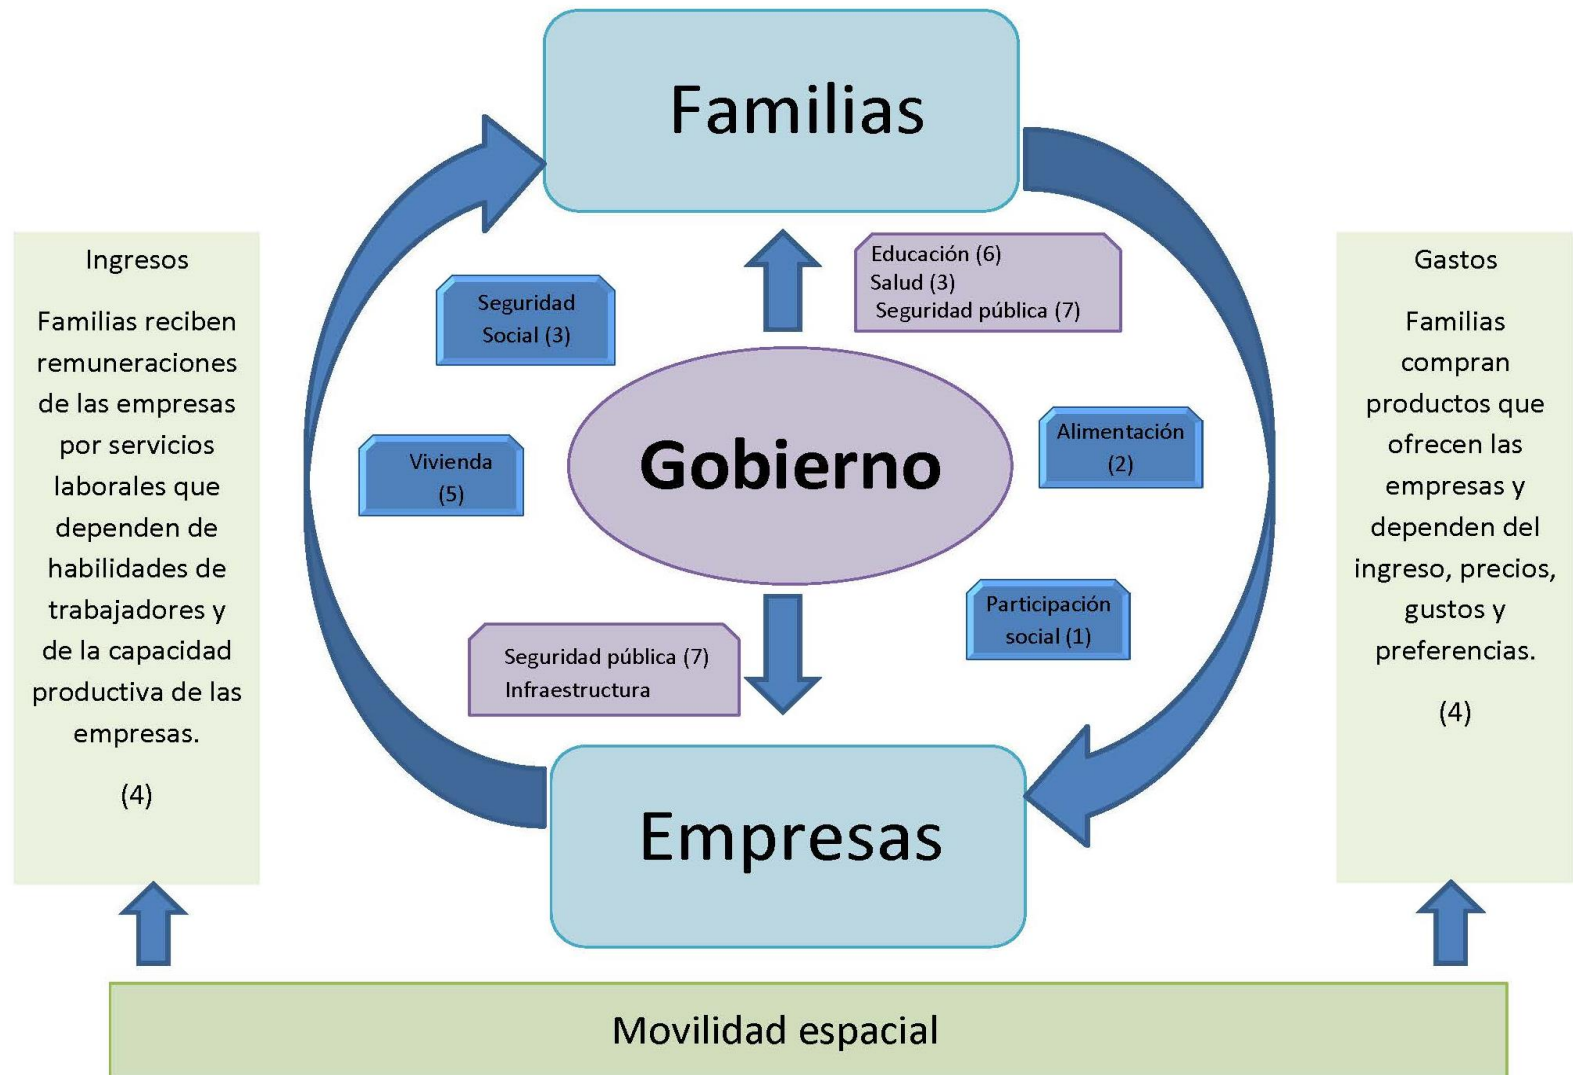 Familias
Ingresos
Familias reciben
remuneraciones
de las empresas
por servicios
laborales que
dependen de
habilidades de
trabajadores y
de la capacidad
productiva de las
empresas.
(4)
Seguridad
Social (3)
Educación (6)
Salud (3)
Seguridad pública (7)
Vivienda
(5)
Gobierno
Alimentación
(2)
Participación
social (1)
Seguridad pública (7)
Infraestructura
Gastos
Familias
compran
productos que
ofrecen las
empresas y
dependen del
ingreso, precios,
gustos y
preferencias.
(4)
Empresas
Movilidad espacial